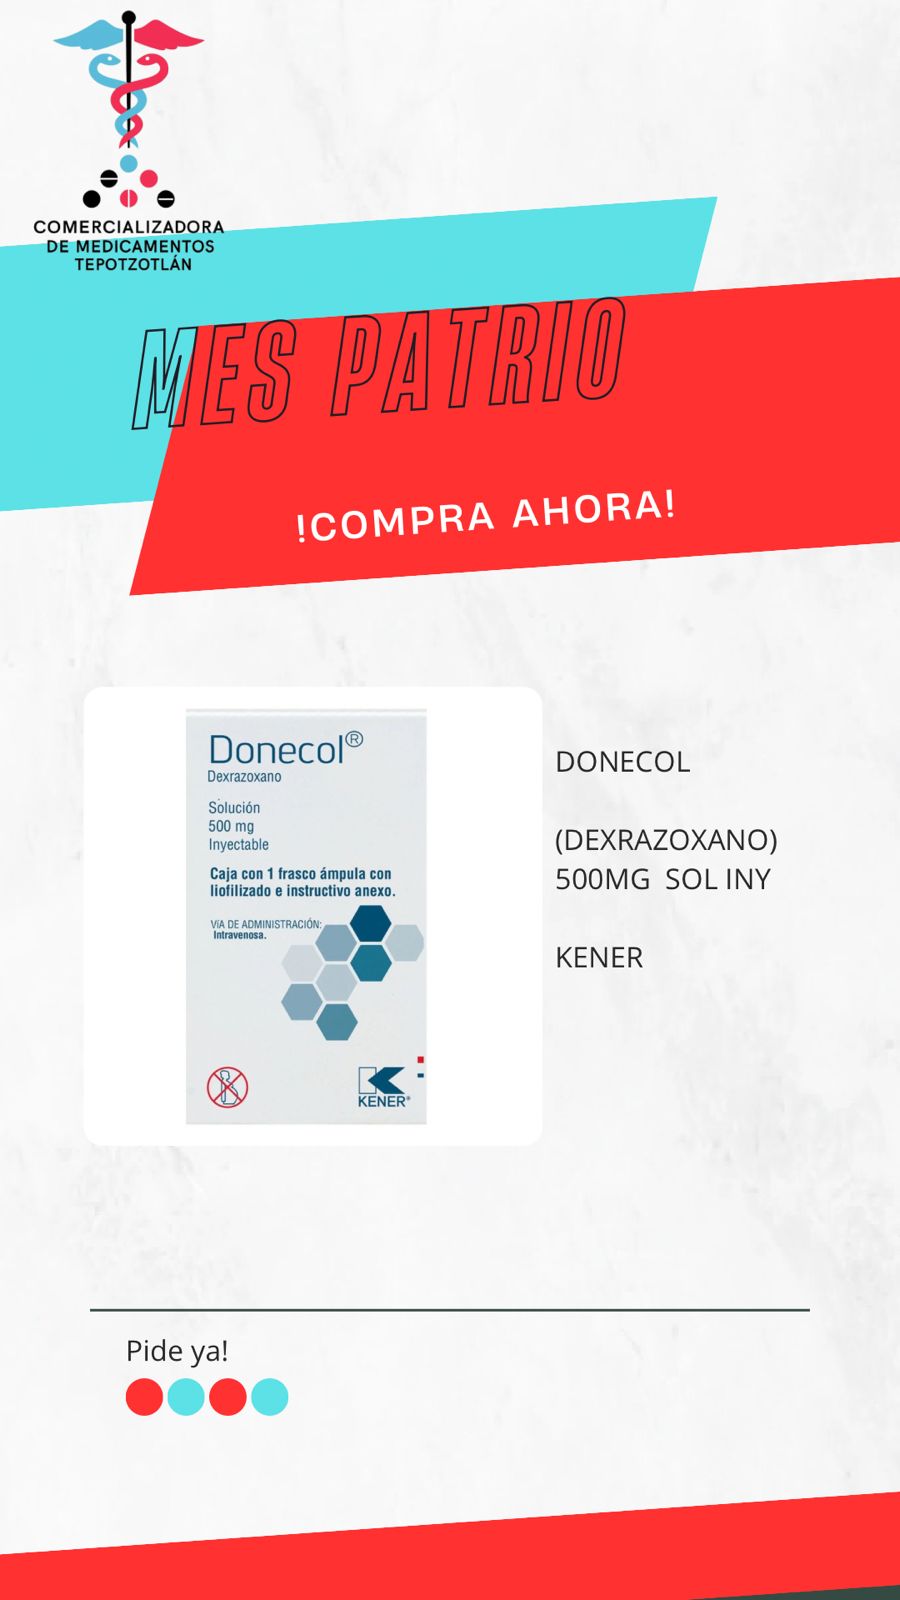 COMERCIALIZADORA
DE MEDICAMENTOS
TEPOTZOTLÁN
MES PATRIO
!COMPRA AHORA!
Donecol®
Dexrazoxano
Solución
500 mg
Inyectable
Caja con 1 frasco ámpula con
liofilizado e instructivo anexo.
VíA DE ADMINISTRACIÓN:
Intravenosa.
KENER®
DONECOL
(DEXRAZOXANO)
500MG  SOL INY
KENER
Pide ya!